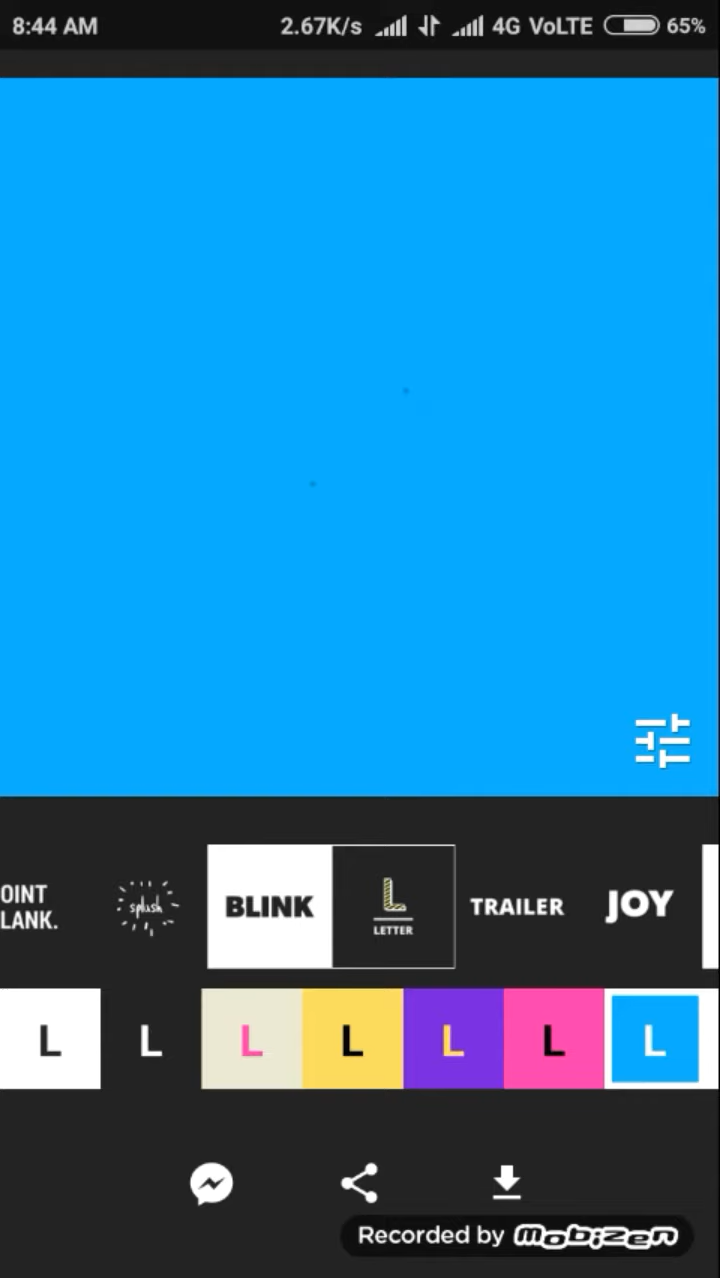 8:44 AM 2.67K/s 4G VoLTE 65%
OINT
LANK.
splash
BLINK
L
LETTER
TRAILER
JOY
L L L L L L L
Recorded by mobizen